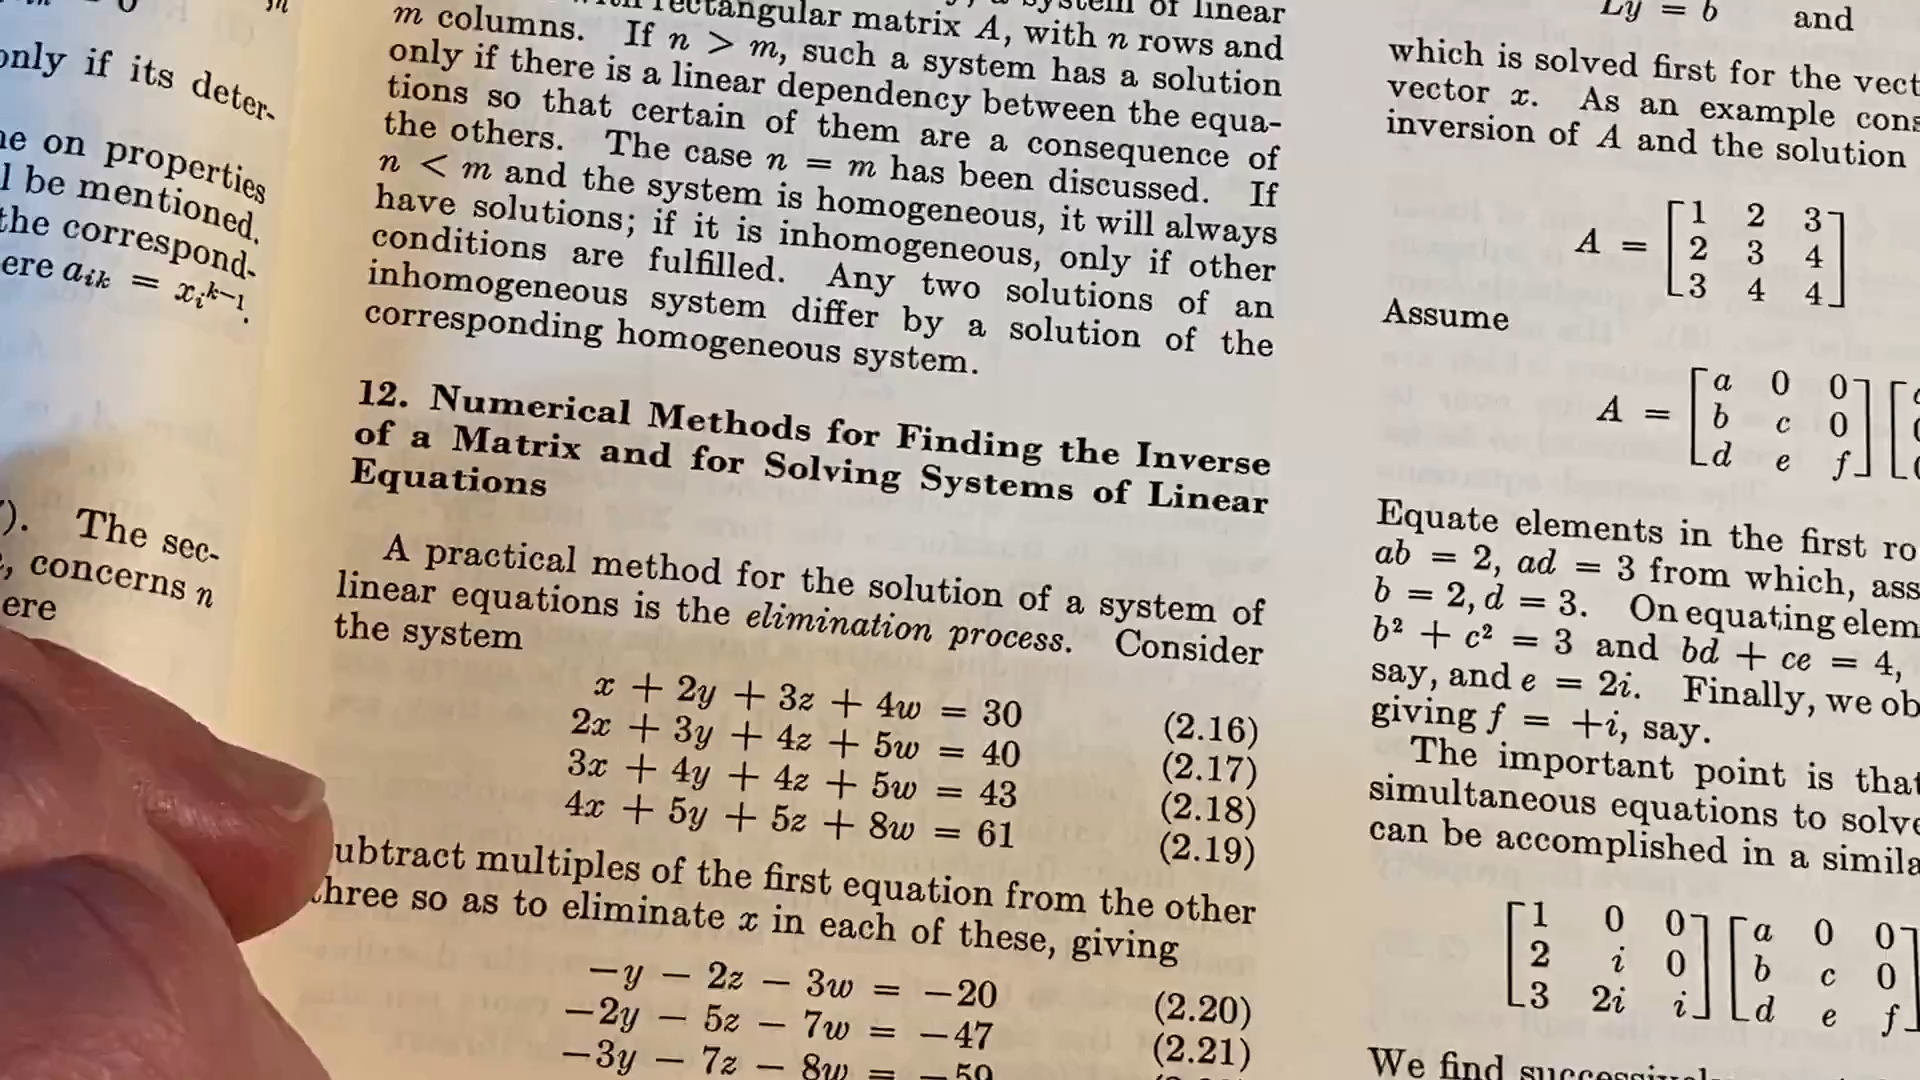 only if its deter-
on properties
l be mentioned.
the correspond-
ere aᵢₖ = xᵢᵏ⁻¹.
). The sec-
, concerns n
ere
rectangular matrix A, with n rows and
m columns. If n > m, such a system has a solution
only if there is a linear dependency between the equa-
tions so that certain of them are a consequence of
the others. The case n = m has been discussed. If
n < m and the system is homogeneous, it will always
have solutions; if it is inhomogeneous, only if other
conditions are fulfilled. Any two solutions of an
inhomogeneous system differ by a solution of the
corresponding homogeneous system.
12. Numerical Methods for Finding the Inverse
of a Matrix and for Solving Systems of Linear
Equations
A practical method for the solution of a system of
linear equations is the elimination process. Consider
the system
x + 2y + 3z + 4w = 30 (2.16)
2x + 3y + 4z + 5w = 40 (2.17)
3x + 4y + 4z + 5w = 43 (2.18)
4x + 5y + 5z + 8w = 61 (2.19)
ubtract multiples of the first equation from the other
three so as to eliminate x in each of these, giving
−y − 2z − 3w = −20 (2.20)
−2y − 5z − 7w = −47 (2.21)
−3y − 7z − 8w = −59
Ly = b and
which is solved first for the vect
vector x. As an example cons
inversion of A and the solution
A = [1 2 3
2 3 4
3 4 4]
Assume
A = [a 0 0
b c 0
d e f] [
Equate elements in the first ro
ab = 2, ad = 3 from which, ass
b = 2, d = 3. On equating elem
b² + c² = 3 and bd + ce = 4,
say, and e = 2i. Finally, we ob
giving f = +i, say.
The important point is that
simultaneous equations to solve
can be accomplished in a simila
[1 0 0] [a 0 0]
[2 i 0] [b c 0]
[3 2i i] [d e f]
We find